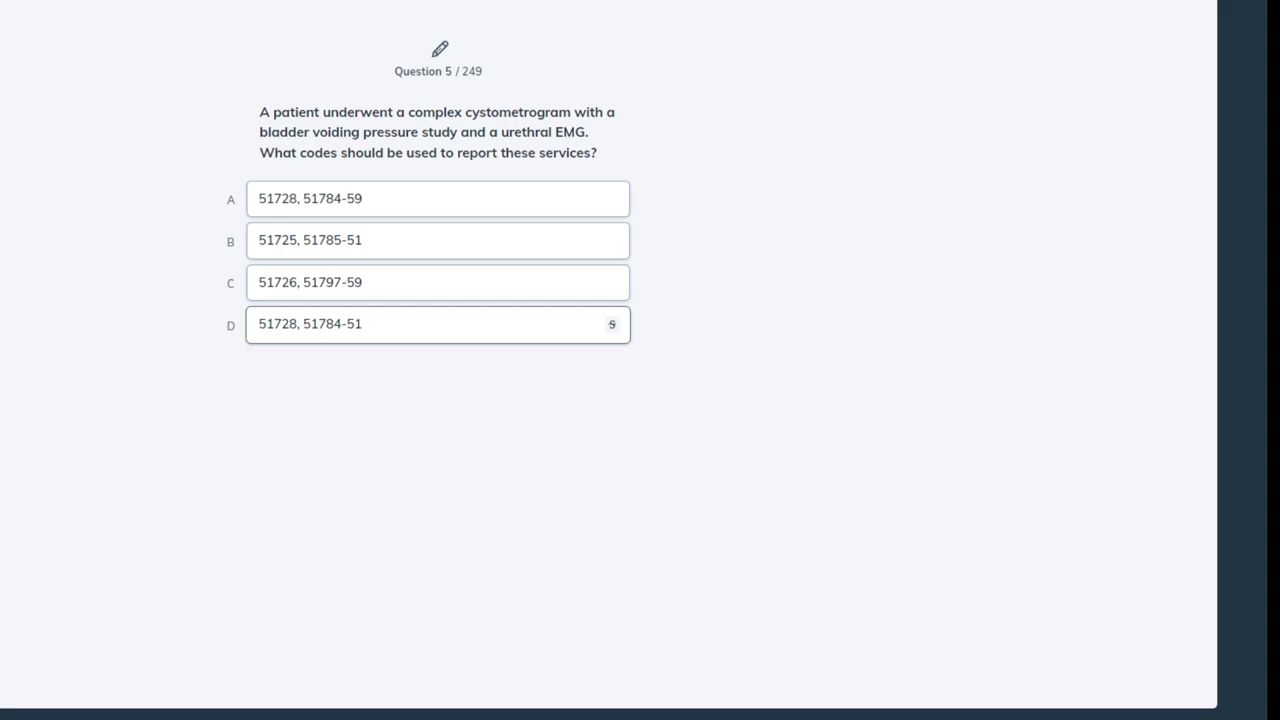 Question 5 / 249
A patient underwent a complex cystometrogram with a
bladder voiding pressure study and a urethral EMG.
What codes should be used to report these services?
A 51728, 51784-59
B 51725, 51785-51
C 51726, 51797-59
D 51728, 51784-51 S